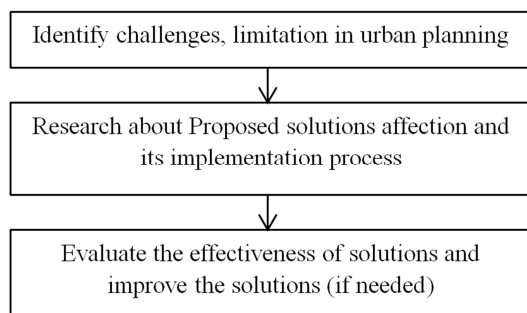 Identify challenges, limitation in urban planning
Research about Proposed solutions affection and
its implementation process
Evaluate the effectiveness of solutions and
improve the solutions (if needed)